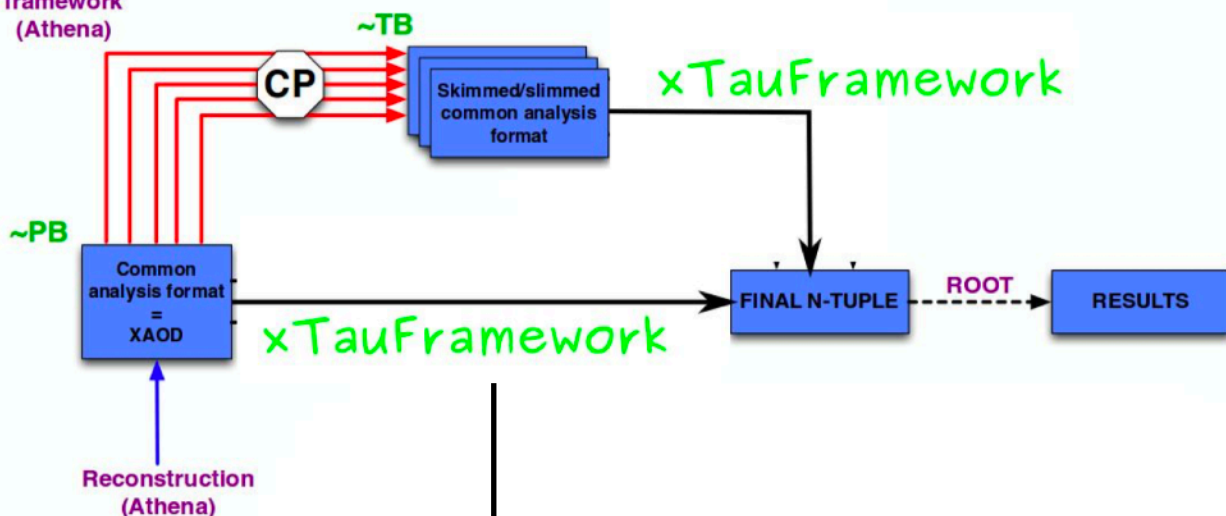 framework
(Athena)
~TB
CP
Skimmed/slimmed
common analysis
format
xTauFramework
~PB
Common
analysis format
=
XAOD
xTauFramework
FINAL N-TUPLE
ROOT
RESULTS
Reconstruction
(Athena)